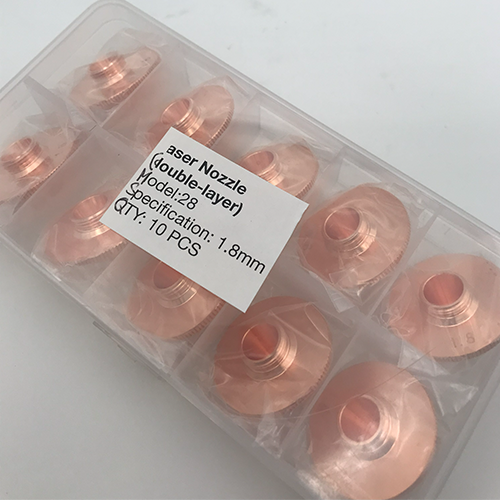 aser Nozzle
(double-layer)
Model:28
Specification: 1.8mm
QTY: 10 PCS
1.8